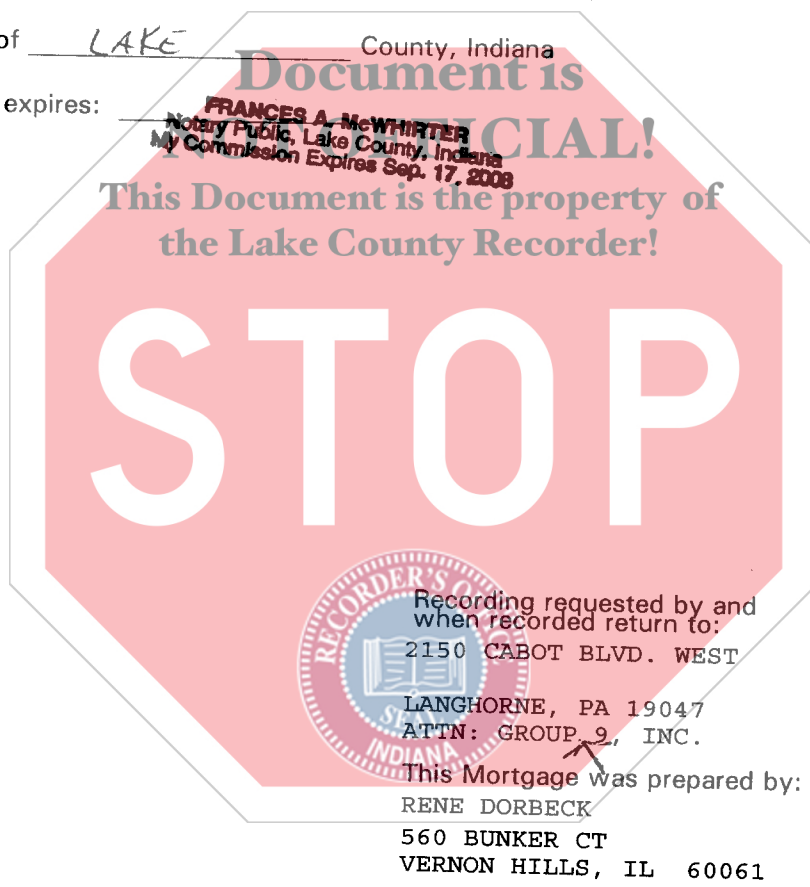 of LAKE County, Indiana
Document is
expires:
FRANCES A. McWHIRTER
Notary Public, Lake County, Indiana
My Commission Expires Sep. 17, 2008
NOT OFFICIAL!
This Document is the property of
the Lake County Recorder!
STOP
RECORDER'S OFFICE
SEAL
INDIANA
Recording requested by and
when recorded return to:
2150 CABOT BLVD. WEST
LANGHORNE, PA 19047
ATTN: GROUP 9, INC.
This Mortgage was prepared by:
RENE DORBECK
560 BUNKER CT
VERNON HILLS, IL 60061